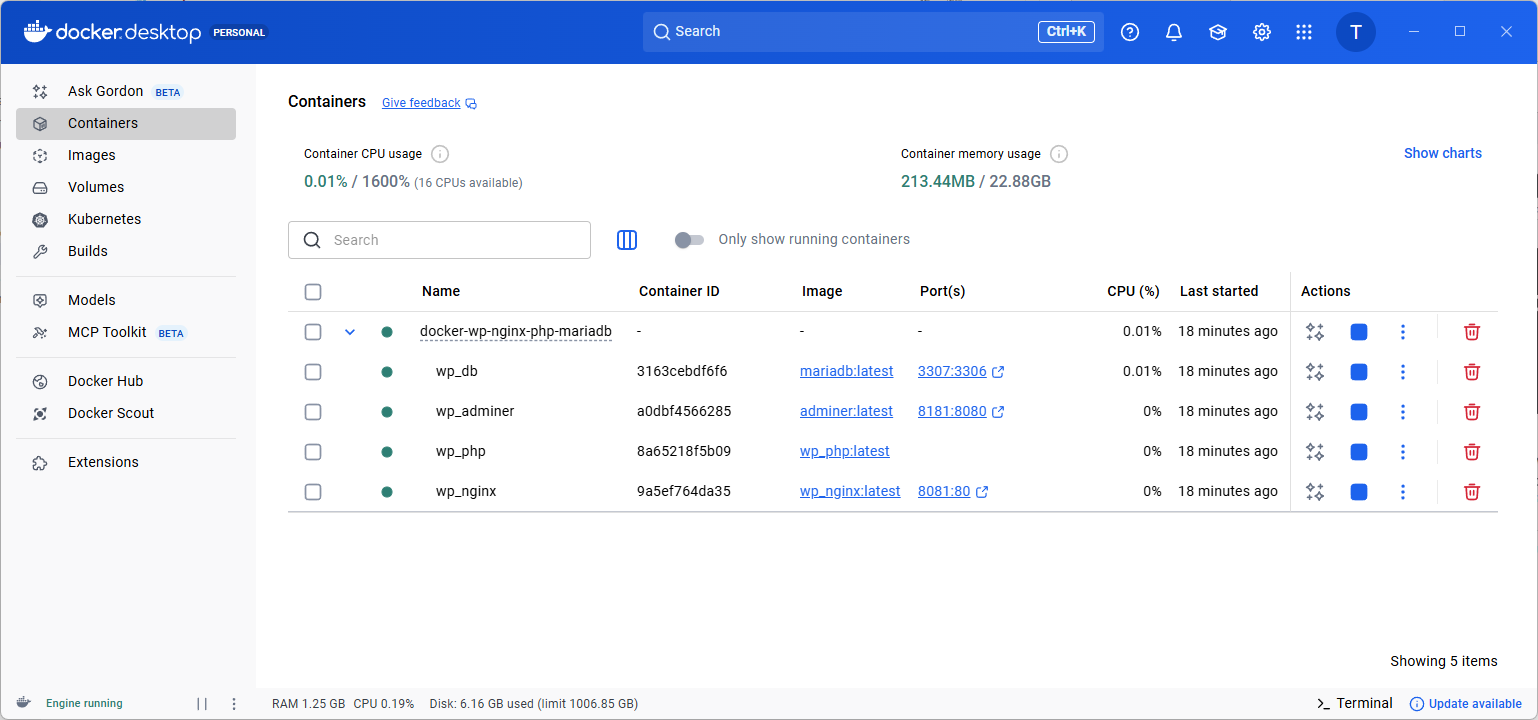 docker desktop PERSONAL Search Ctrl+K T
Ask Gordon BETA
Containers
Images
Volumes
Kubernetes
Builds
Models
MCP Toolkit BETA
Docker Hub
Docker Scout
Extensions
Containers Give feedback
Container CPU usage Container memory usage Show charts
0.01% / 1600% (16 CPUs available) 213.44MB / 22.88GB
Search Only show running containers
Name Container ID Image Port(s) CPU (%) Last started Actions
docker-wp-nginx-php-mariadb - - - 0.01% 18 minutes ago
wp_db 3163cebdf6f6 mariadb:latest 3307:3306 0.01% 18 minutes ago
wp_adminer a0dbf4566285 adminer:latest 8181:8080 0% 18 minutes ago
wp_php 8a65218f5b09 wp_php:latest 0% 18 minutes ago
wp_nginx 9a5ef764da35 wp_nginx:latest 8081:80 0% 18 minutes ago
Showing 5 items
Engine running RAM 1.25 GB CPU 0.19% Disk: 6.16 GB used (limit 1006.85 GB) Terminal Update available